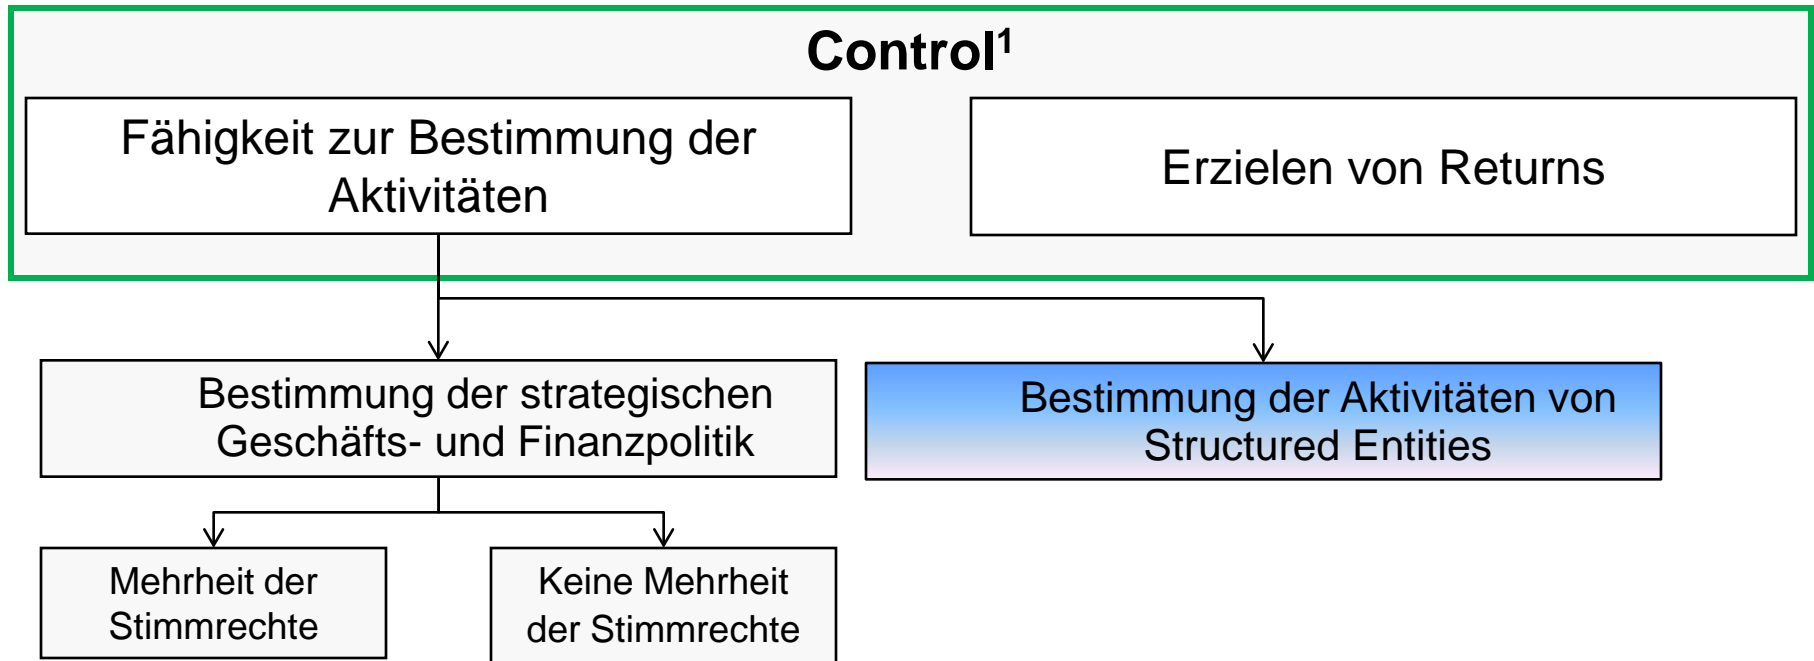 Control¹
Fähigkeit zur Bestimmung der
Aktivitäten
Erzielen von Returns
Bestimmung der strategischen
Geschäfts- und Finanzpolitik
Bestimmung der Aktivitäten von
Structured Entities
Mehrheit der
Stimmrechte
Keine Mehrheit
der Stimmrechte